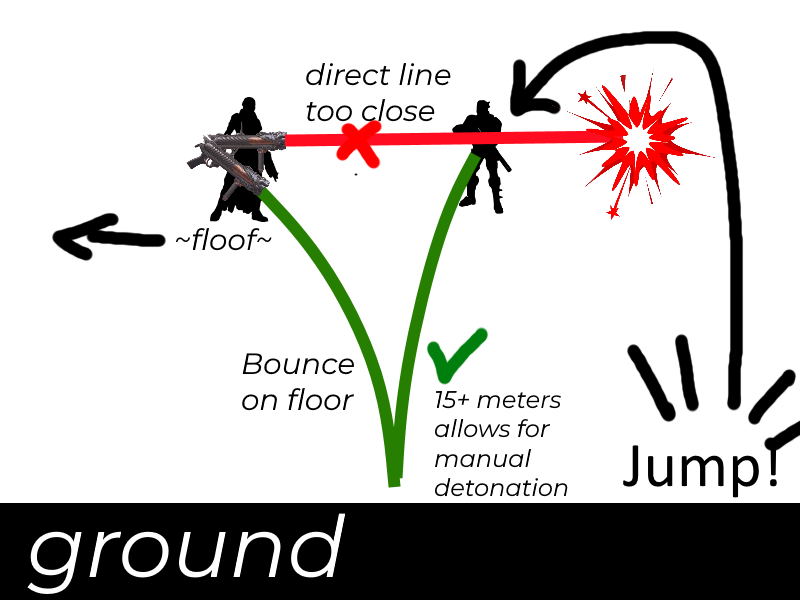 direct line
too close
~floof~
Bounce
on floor
15+ meters
allows for
manual
detonation
Jump!
ground